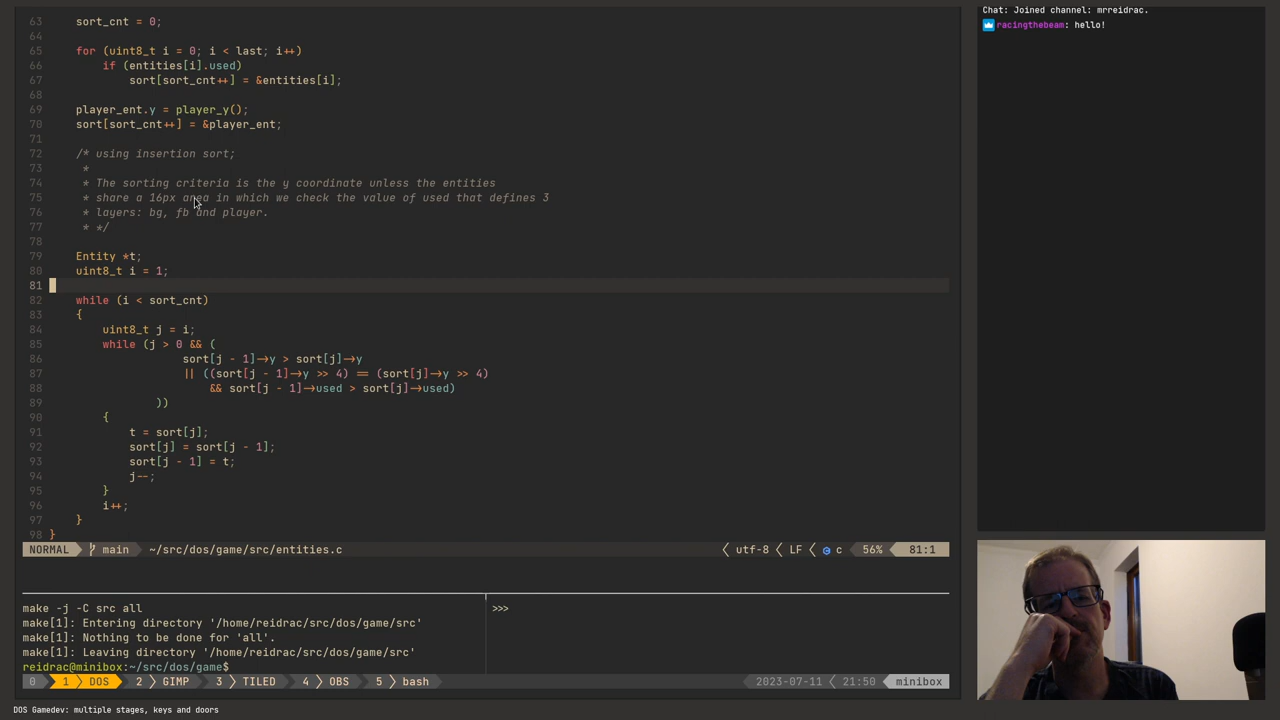 63 sort_cnt = 0;
64
65 for (uint8_t i = 0; i < last; i++)
66 if (entities[i].used)
67 sort[sort_cnt++] = &entities[i];
68
69 player_ent.y = player_y();
70 sort[sort_cnt++] = &player_ent;
71
72 /* using insertion sort;
73 *
74 * The sorting criteria is the y coordinate unless the entities
75 * share a 16px area in which we check the value of used that defines 3
76 * layers: bg, fb and player.
77 * */
78
79 Entity *t;
80 uint8_t i = 1;
81
82 while (i < sort_cnt)
83 {
84 uint8_t j = i;
85 while (j > 0 && (
86 sort[j - 1]->y > sort[j]->y
87 || ((sort[j - 1]->y >> 4) == (sort[j]->y >> 4)
88 && sort[j - 1]->used > sort[j]->used)
89 ))
90 {
91 t = sort[j];
92 sort[j] = sort[j - 1];
93 sort[j - 1] = t;
94 j--;
95 }
96 i++;
97 }
98 }
NORMAL main ~/src/dos/game/src/entities.c utf-8 LF c 56% 81:1
make -j -C src all
make[1]: Entering directory '/home/reidrac/src/dos/game/src'
make[1]: Nothing to be done for 'all'.
make[1]: Leaving directory '/home/reidrac/src/dos/game/src'
reidrac@minibox:~/src/dos/game$
>>>
0 1 DOS 2 GIMP 3 TILED 4 OBS 5 bash 2023-07-11 21:50 minibox
DOS Gamedev: multiple stages, keys and doors
Chat: Joined channel: mrreidrac.
racingthebeam: hello!